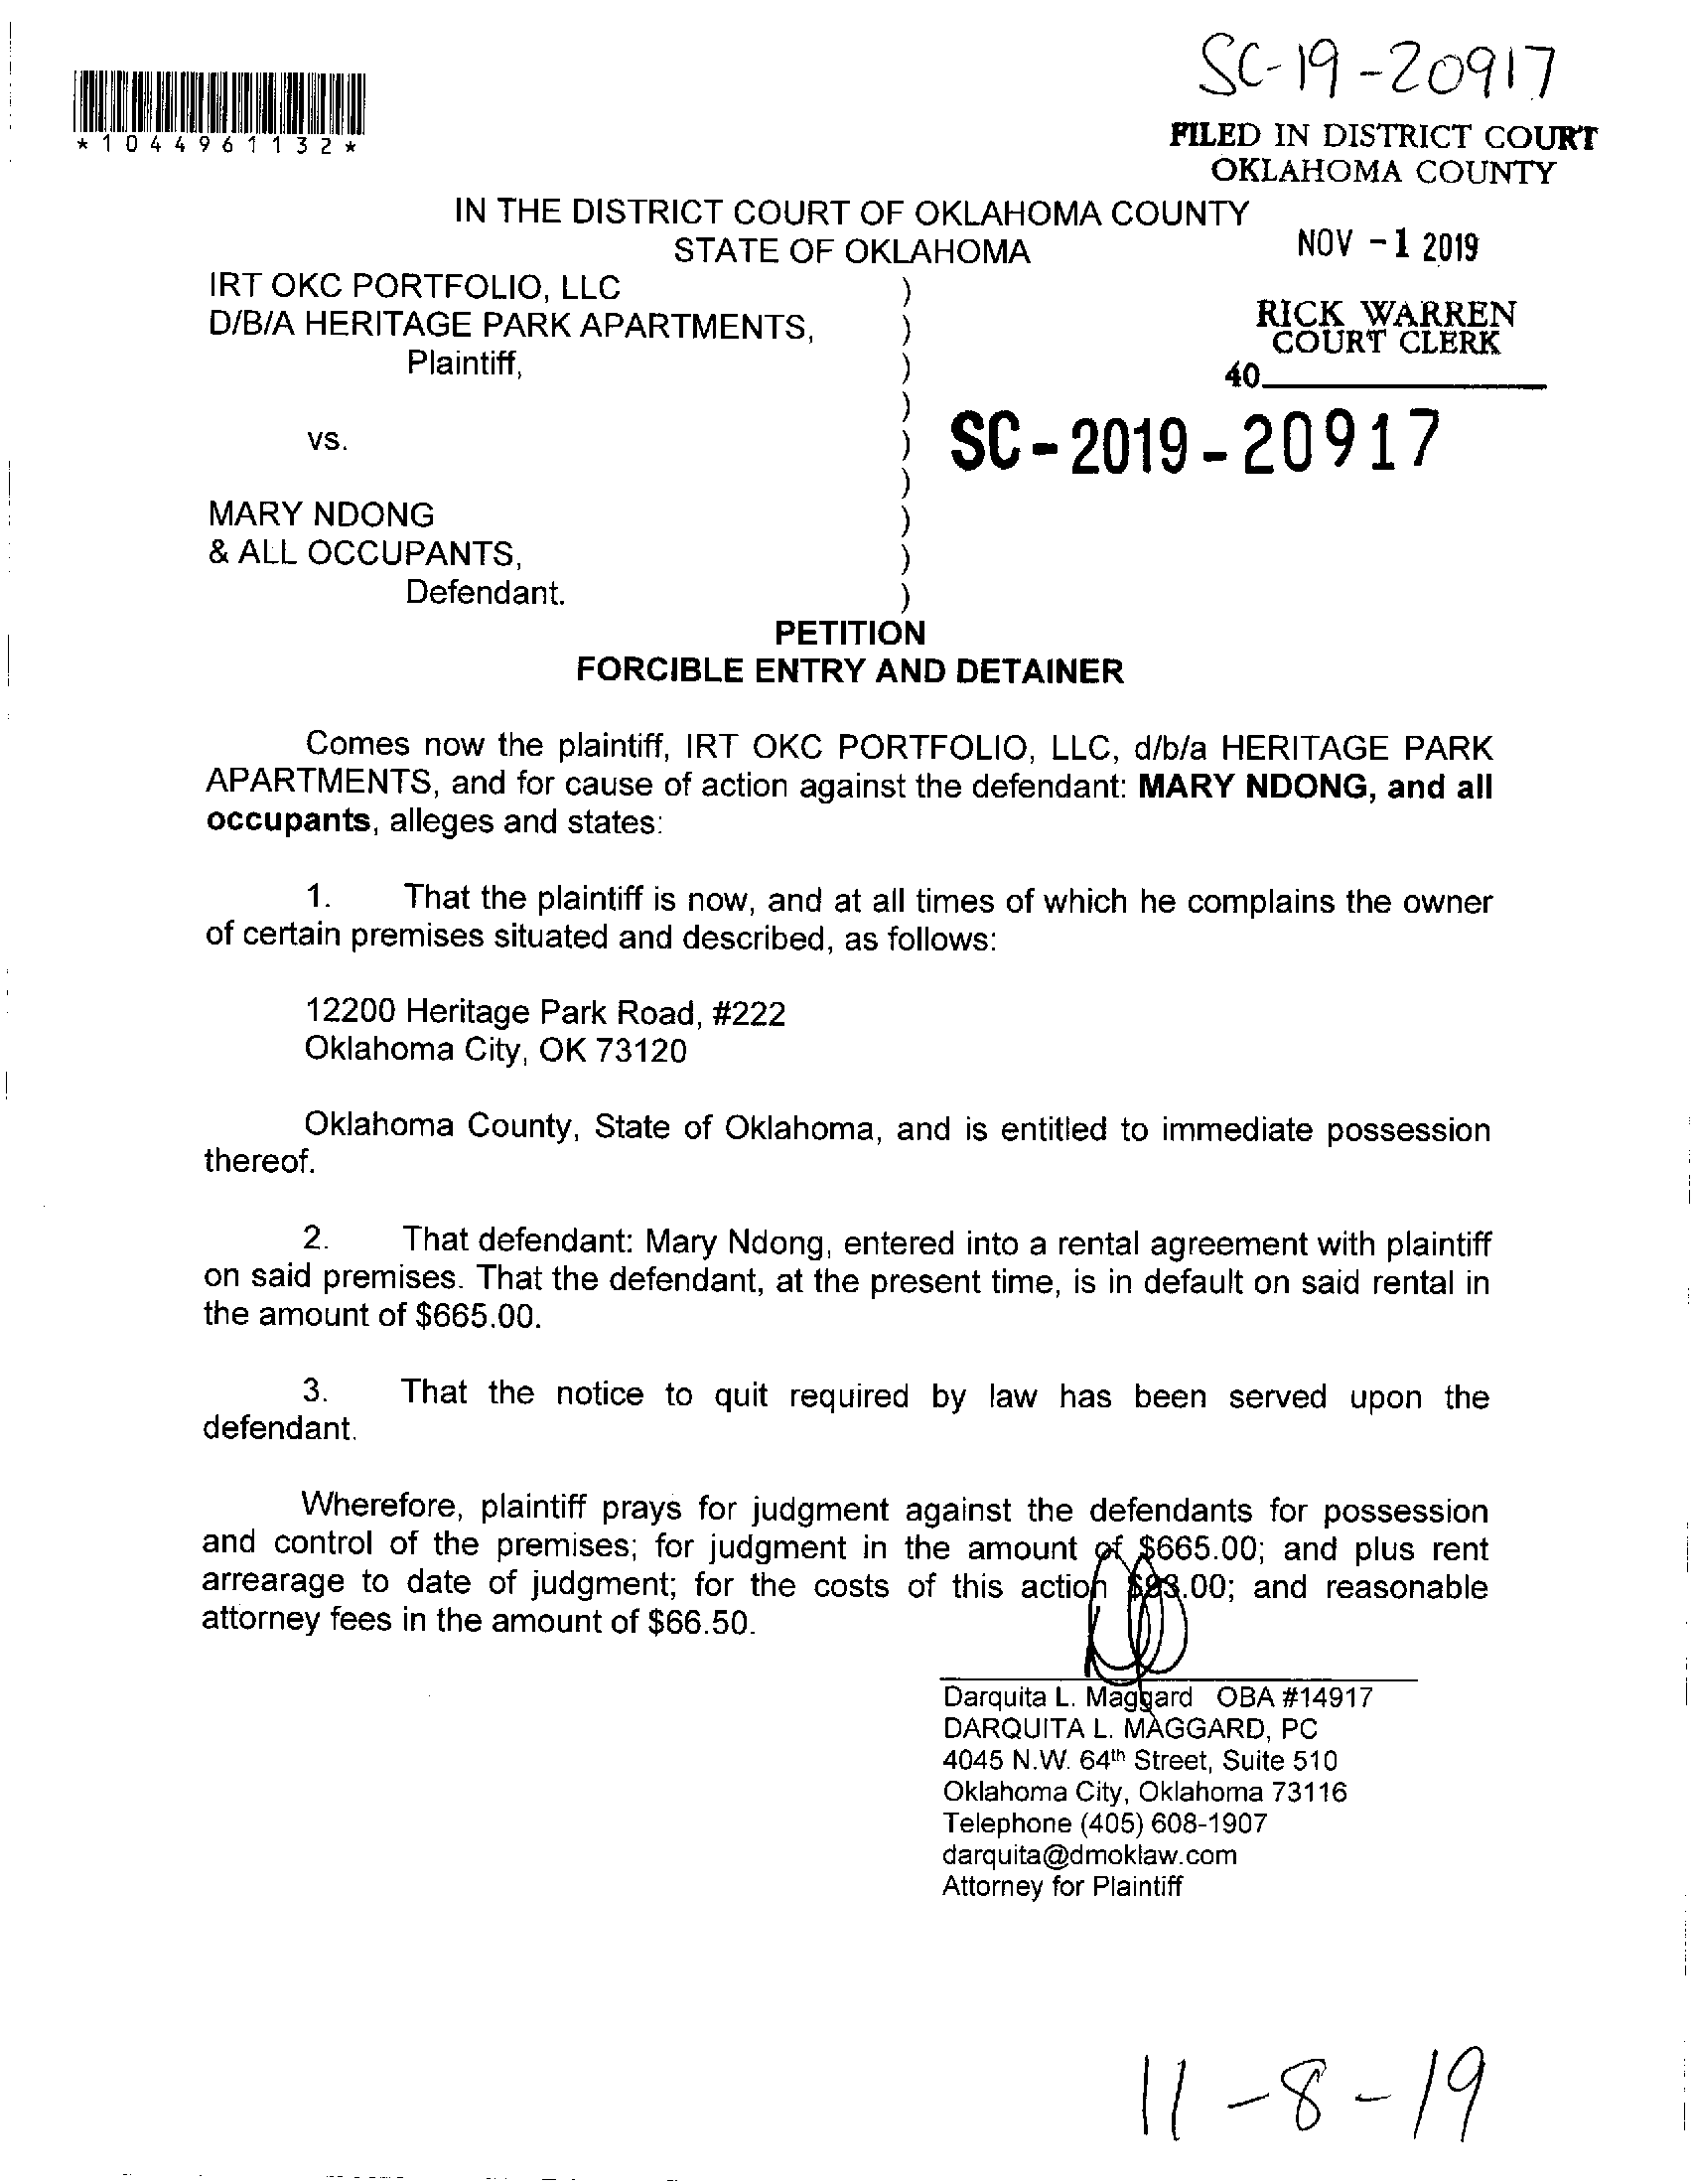 SC-19-20917
*1044961132*
FILED IN DISTRICT COURT
OKLAHOMA COUNTY
IN THE DISTRICT COURT OF OKLAHOMA COUNTY
STATE OF OKLAHOMA
NOV -1 2019
IRT OKC PORTFOLIO, LLC )
D/B/A HERITAGE PARK APARTMENTS, )
Plaintiff, )
RICK WARREN
COURT CLERK
40
)
vs. )
SC-2019-20917
)
MARY NDONG )
& ALL OCCUPANTS, )
Defendant. )
PETITION
FORCIBLE ENTRY AND DETAINER
Comes now the plaintiff, IRT OKC PORTFOLIO, LLC, d/b/a HERITAGE PARK
APARTMENTS, and for cause of action against the defendant: MARY NDONG, and all
occupants, alleges and states:
1. That the plaintiff is now, and at all times of which he complains the owner
of certain premises situated and described, as follows:
12200 Heritage Park Road, #222
Oklahoma City, OK 73120
Oklahoma County, State of Oklahoma, and is entitled to immediate possession
thereof.
2. That defendant: Mary Ndong, entered into a rental agreement with plaintiff
on said premises. That the defendant, at the present time, is in default on said rental in
the amount of $665.00.
3. That the notice to quit required by law has been served upon the
defendant.
Wherefore, plaintiff prays for judgment against the defendants for possession
and control of the premises; for judgment in the amount of $665.00; and plus rent
arrearage to date of judgment; for the costs of this action and reasonable
attorney fees in the amount of $66.50.
Darquita L. Maggard OBA #14917
DARQUITA L. MAGGARD, PC
4045 N.W. 64th Street, Suite 510
Oklahoma City, Oklahoma 73116
Telephone (405) 608-1907
darquita@dmoklaw.com
Attorney for Plaintiff
11-8-19